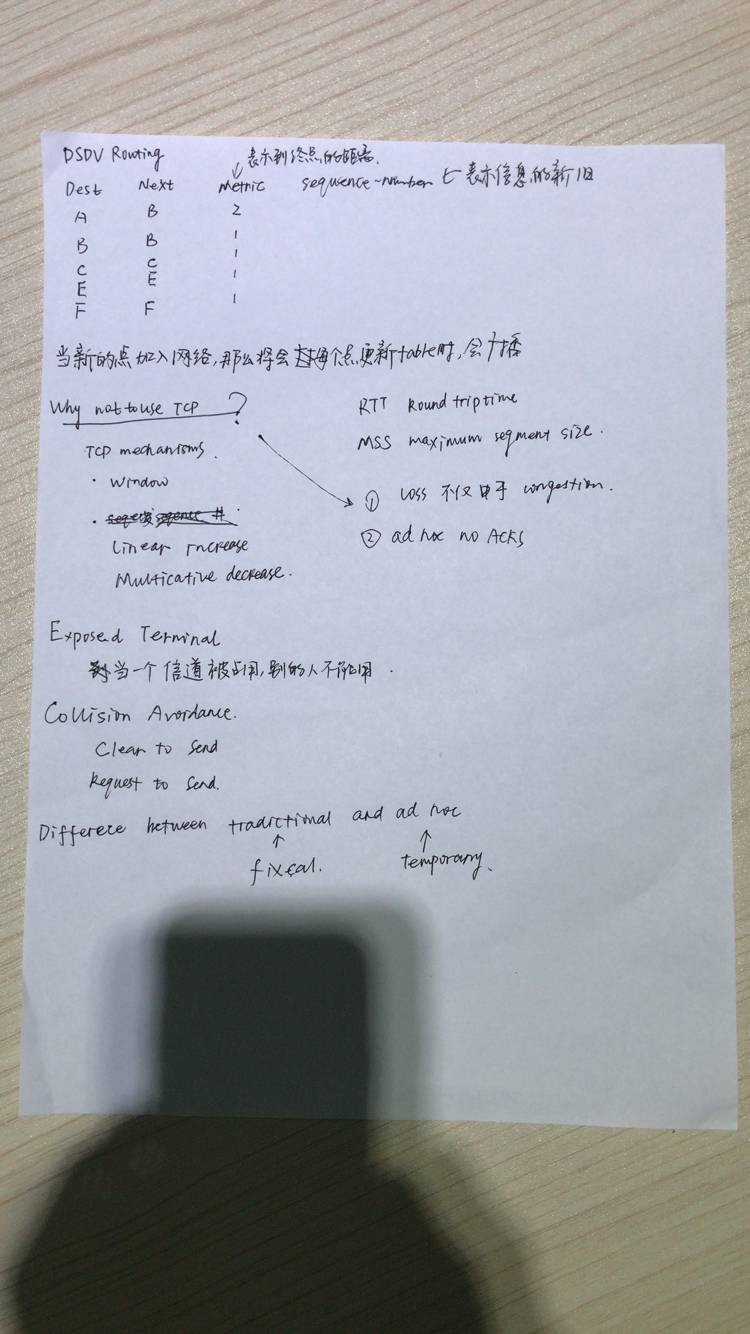 DSDV Routing
表示到终点的距离.
Dest Next Metric sequence-number 表示信息的新旧
A B 2
B B 1
C C 1
E E 1
F F 1
当新的点加入网络,那么将会 每个点更新table时,会广播
Why not to use TCP ?
RTT Round trip time
MSS maximum segment size.
TCP mechanisms.
· Window
① Loss 不仅由于 congestion.
② ad hoc no ACKs
Linear Increase
Multicative decrease.
Exposed Terminal
当一个信道被占用,别的人不能占用.
Collision Avoidance.
Clear to Send
Request to Send.
Differece between tradictional and ad hoc
↑ ↑
fixeal. temporary.